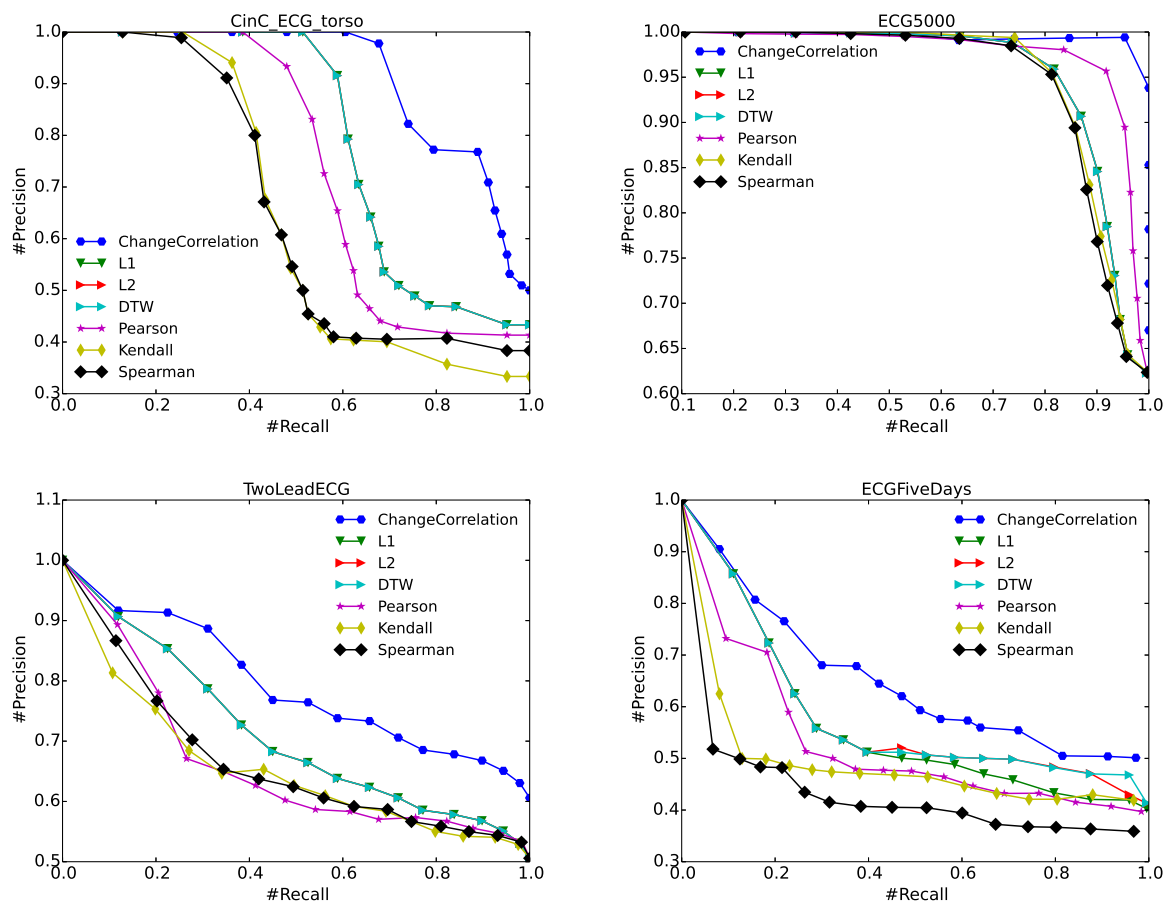 CinC_ECG_torso
1.0
0.9
0.8
0.7
0.6
0.5
0.4
0.3
#Precision
ChangeCorrelation
L1
L2
DTW
Pearson
Kendall
Spearman
0.0 0.2 0.4 0.6 0.8 1.0
#Recall
ECG5000
1.00
0.95
0.90
0.85
0.80
0.75
0.70
0.65
0.60
#Precision
ChangeCorrelation
L1
L2
DTW
Pearson
Kendall
Spearman
0.1 0.2 0.3 0.4 0.5 0.6 0.7 0.8 0.9 1.0
#Recall
TwoLeadECG
1.1
1.0
0.9
0.8
0.7
0.6
0.5
#Precision
ChangeCorrelation
L1
L2
DTW
Pearson
Kendall
Spearman
0.0 0.2 0.4 0.6 0.8 1.0
#Recall
ECGFiveDays
1.0
0.9
0.8
0.7
0.6
0.5
0.4
0.3
#Precision
ChangeCorrelation
L1
L2
DTW
Pearson
Kendall
Spearman
0.0 0.2 0.4 0.6 0.8 1.0
#Recall